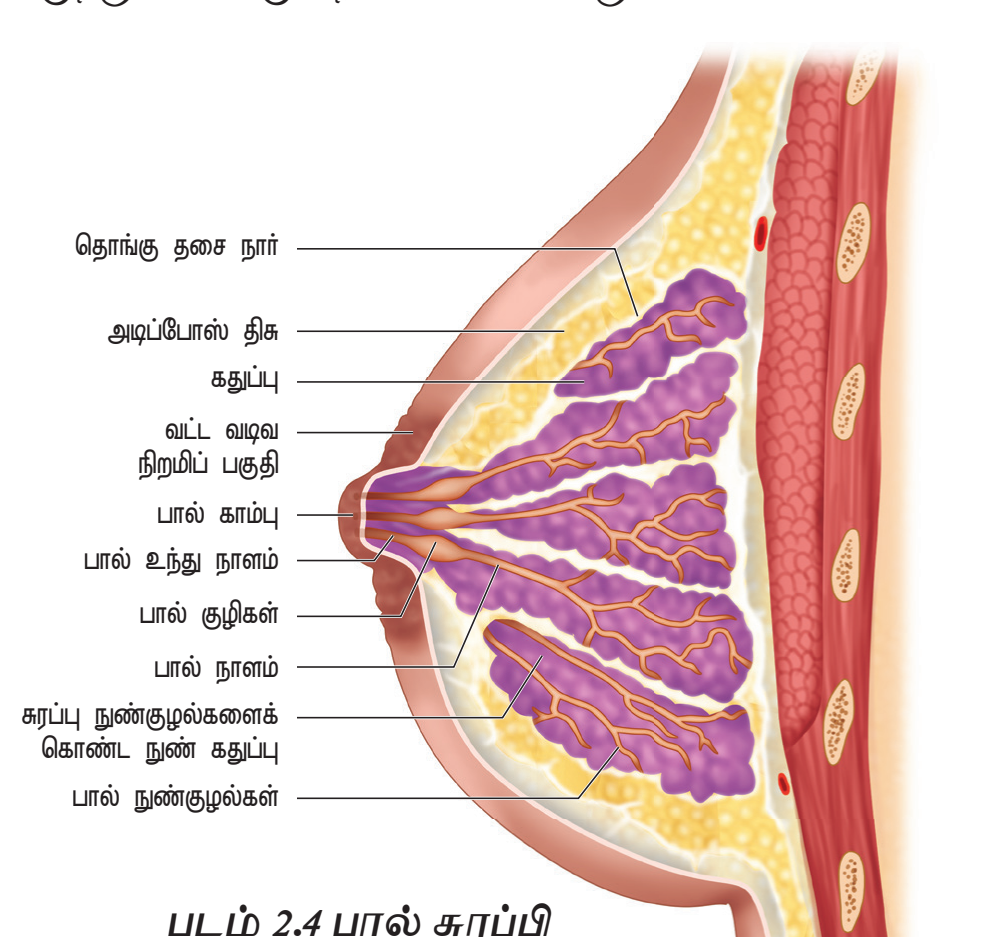 தொங்கு தசை நார்
அடிப்போஸ் திசு
கதுப்பு
வட்ட வடிவ
நிறமிப் பகுதி
பால் காம்பு
பால் உந்து நாளம்
பால் குழிகள்
பால் நாளம்
சுரப்பு நுண்குழல்களைக்
கொண்ட நுண் கதுப்பு
பால் நுண்குழல்கள்
படம் 2.4 பால் சுரப்பி